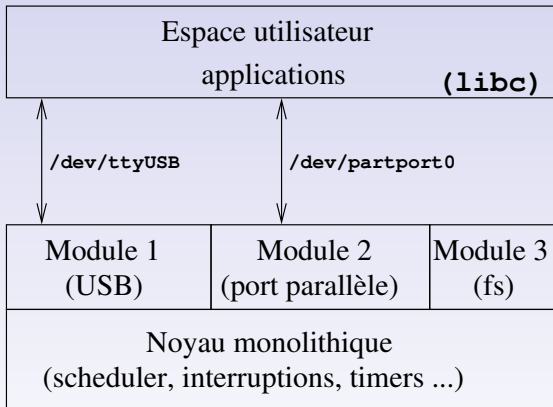 Espace utilisateur
applications
(libc)
/dev/ttyUSB
/dev/partport0
Module 1
(USB)
Module 2
(port parallèle)
Module 3
(fs)
Noyau monolithique
(scheduler, interruptions, timers ...)